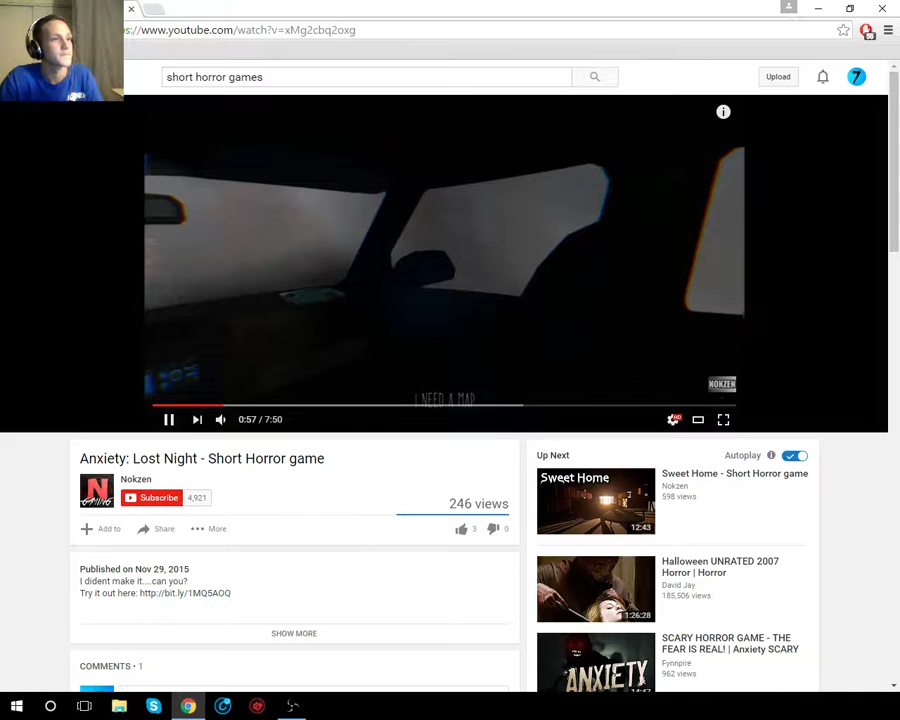 https://www.youtube.com/watch?v=xMg2cbq2oxg
short horror games
Upload
7
i
I NEED A MAP
NOKZEN
0:57 / 7:50
HD
Anxiety: Lost Night - Short Horror game
N
GAMING
Nokzen
Subscribe 4,921
246 views
Add to Share More 3 0
Published on Nov 29, 2015
I dident make it....can you?
Try it out here: http://bit.ly/1MQ5AOQ
SHOW MORE
COMMENTS • 1
Up Next
Autoplay
Sweet Home
12:43
Sweet Home - Short Horror game
Nokzen
598 views
1:26:28
Halloween UNRATED 2007
Horror | Horror
David Jay
185,506 views
ANXIETY
14:47
SCARY HORROR GAME - THE
FEAR IS REAL! | Anxiety SCARY
Fynnpire
962 views